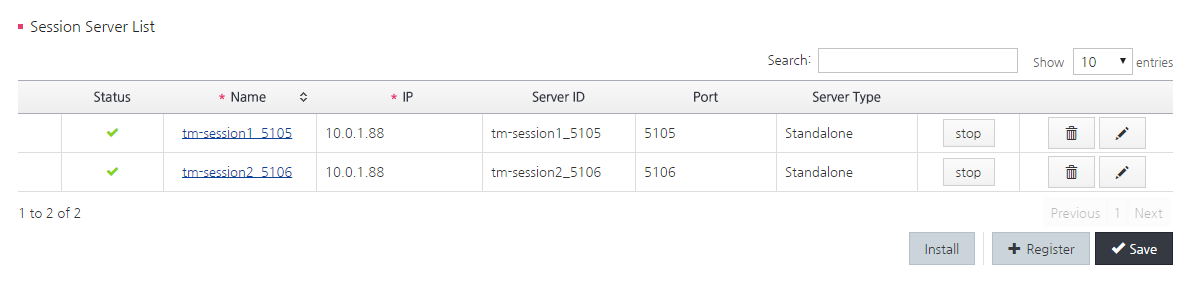 Session Server List
Search: Show 10 entries
Status * Name * IP Server ID Port Server Type
tm-session1_5105 10.0.1.88 tm-session1_5105 5105 Standalone stop
tm-session2_5106 10.0.1.88 tm-session2_5106 5106 Standalone stop
1 to 2 of 2 Previous 1 Next
Install Register Save